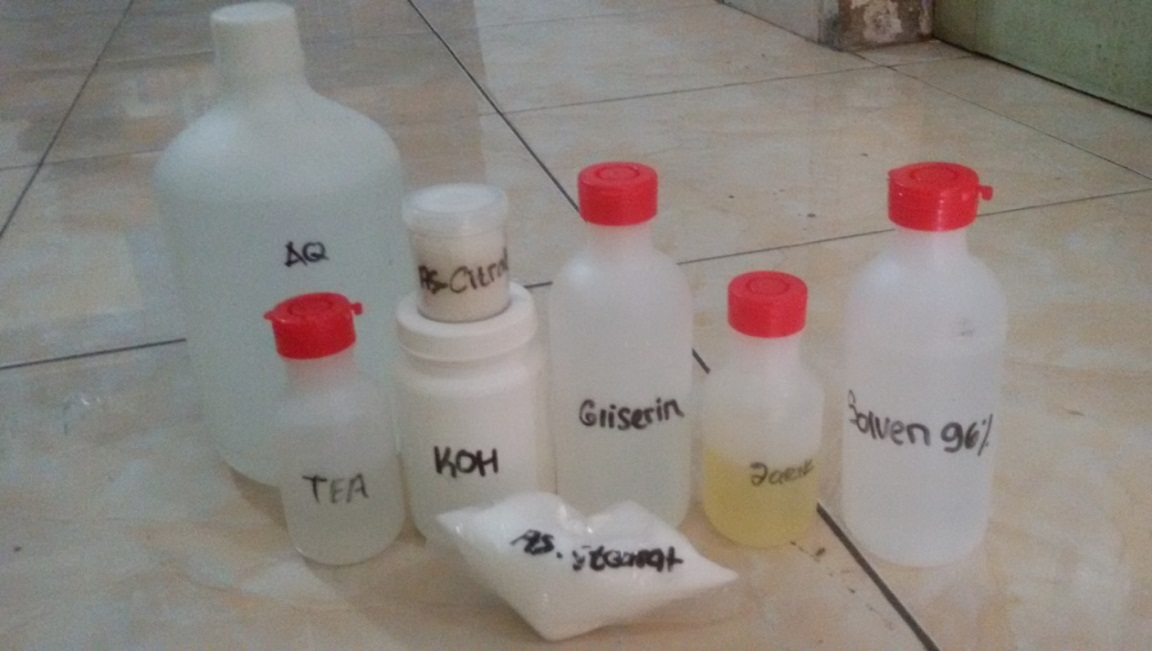 AQ
As-Citrat
TEA
KOH
Gliserin
Solven 96%
As. Stearat